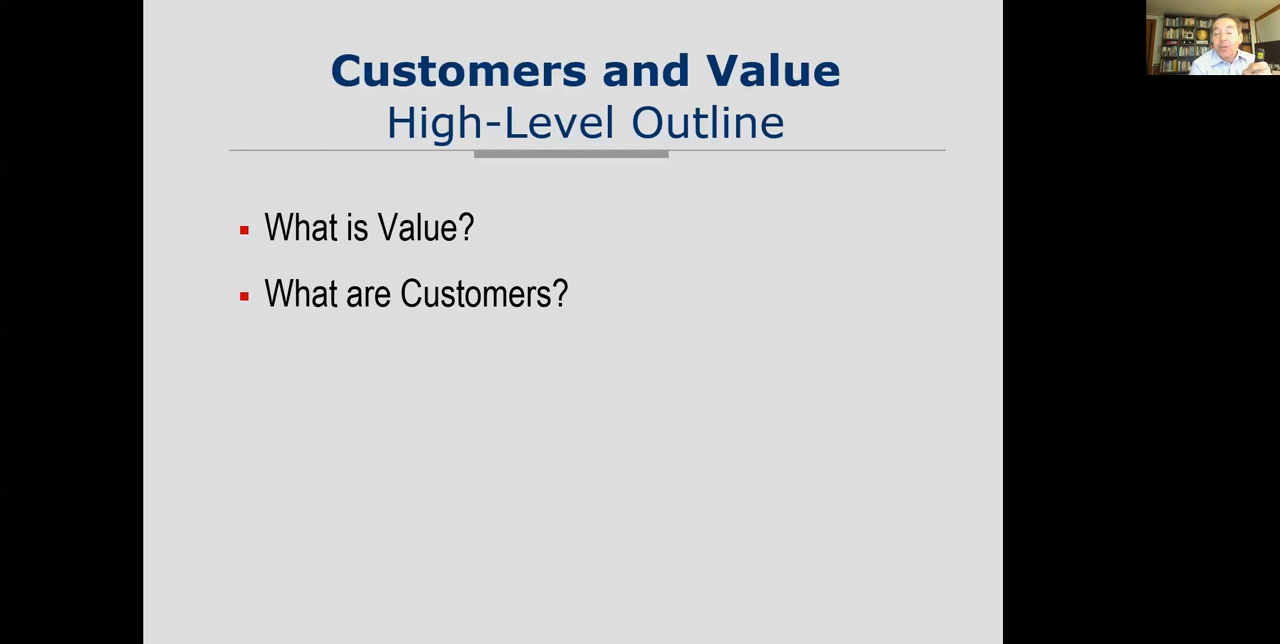 Customers and Value
High-Level Outline
What is Value?
What are Customers?